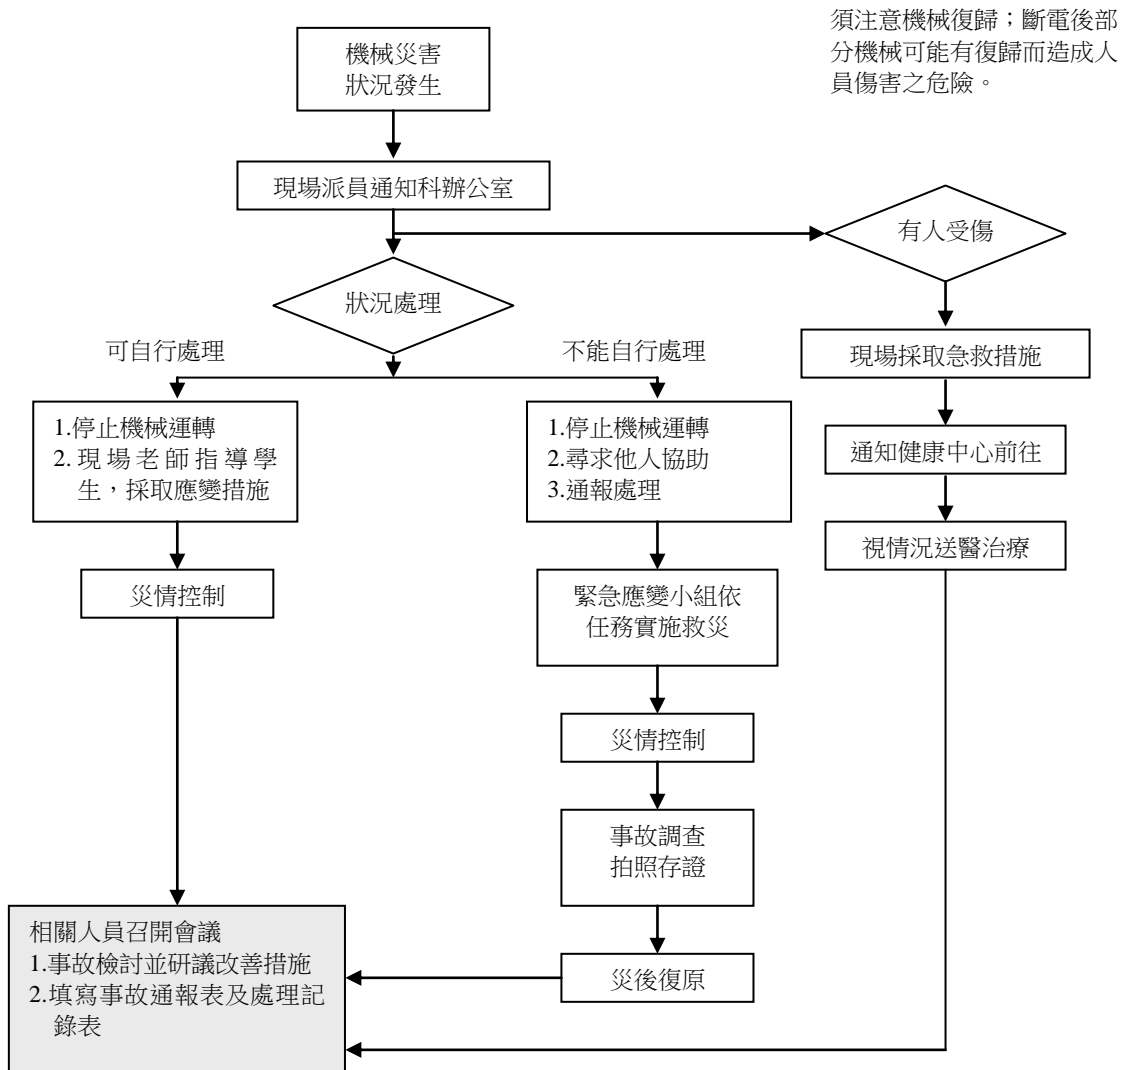 須注意機械復歸；斷電後部
分機械可能有復歸而造成人
員傷害之危險。
機械災害
狀況發生
現場派員通知科辦公室
有人受傷
狀況處理
可自行處理
不能自行處理
現場採取急救措施
1.停止機械運轉
2.現場老師指導學
生，採取應變措施
1.停止機械運轉
2.尋求他人協助
3.通報處理
通知健康中心前往
視情況送醫治療
災情控制
緊急應變小組依
任務實施救災
災情控制
事故調查
拍照存證
相關人員召開會議
1.事故檢討並研議改善措施
2.填寫事故通報表及處理記
錄表
災後復原